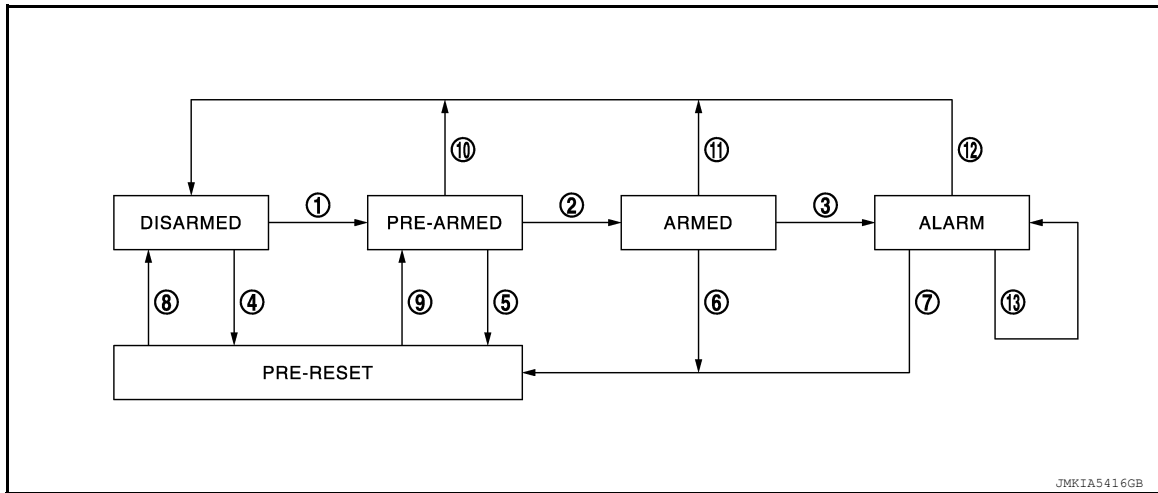 ⑩ ⑪ ⑫
DISARMED ① PRE-ARMED ② ARMED ③ ALARM
⑧ ④ ⑨ ⑤ ⑥ ⑦ ⑬
PRE-RESET
JMKIA5416GB